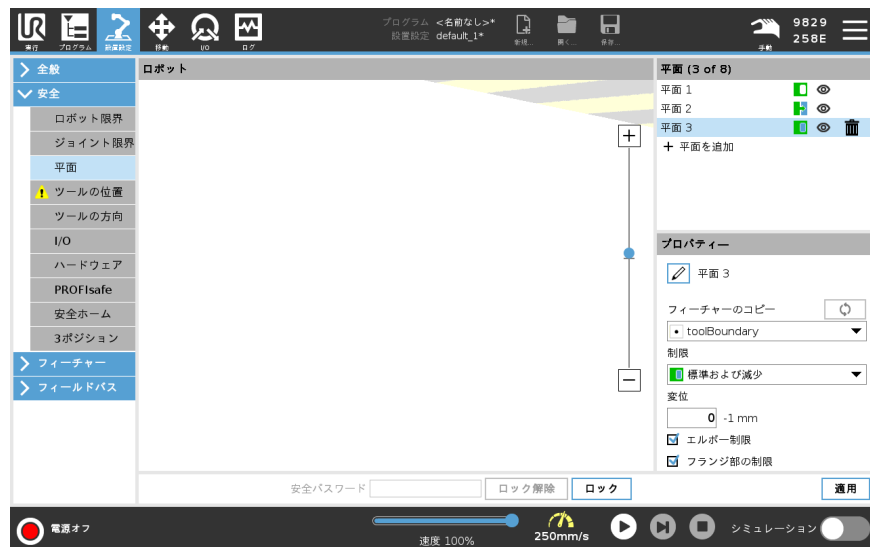 プログラム <名前なし>*
設置設定 default_1*
9829
258E
実行
プログラム
設置設定
移動
I/O
ログ
新規...
開く...
保存...
手動
全般
安全
ロボット限界
ジョイント限界
平面
ツールの位置
ツールの方向
I/O
ハードウェア
PROFIsafe
安全ホーム
3ポジション
フィーチャー
フィールドバス
ロボット
平面 (3 of 8)
平面 1
平面 2
平面 3
平面を追加
プロパティー
平面 3
フィーチャーのコピー
toolBoundary
制限
標準および減少
変位
0 -1 mm
エルボー制限
フランジ部の制限
安全パスワード
ロック解除
ロック
適用
電源オフ
速度 100%
250mm/s
シミュレーション